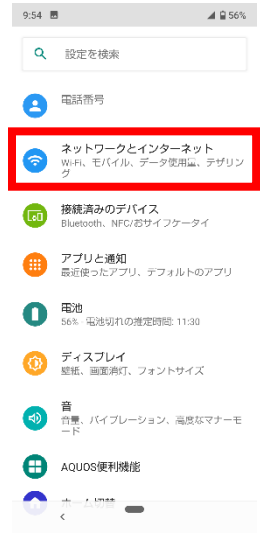 9:54 56%
設定を検索
電話番号
ネットワークとインターネット
Wi-Fi、モバイル、データ使用量、テザリン
グ
接続済みのデバイス
Bluetooth、NFC/おサイフケータイ
アプリと通知
最近使ったアプリ、デフォルトのアプリ
電池
56% 電池切れの推定時間: 11:30
ディスプレイ
壁紙、画面消灯、フォントサイズ
音
音量、バイブレーション、高度なマナーモ
ード
AQUOS便利機能
ホーム切替